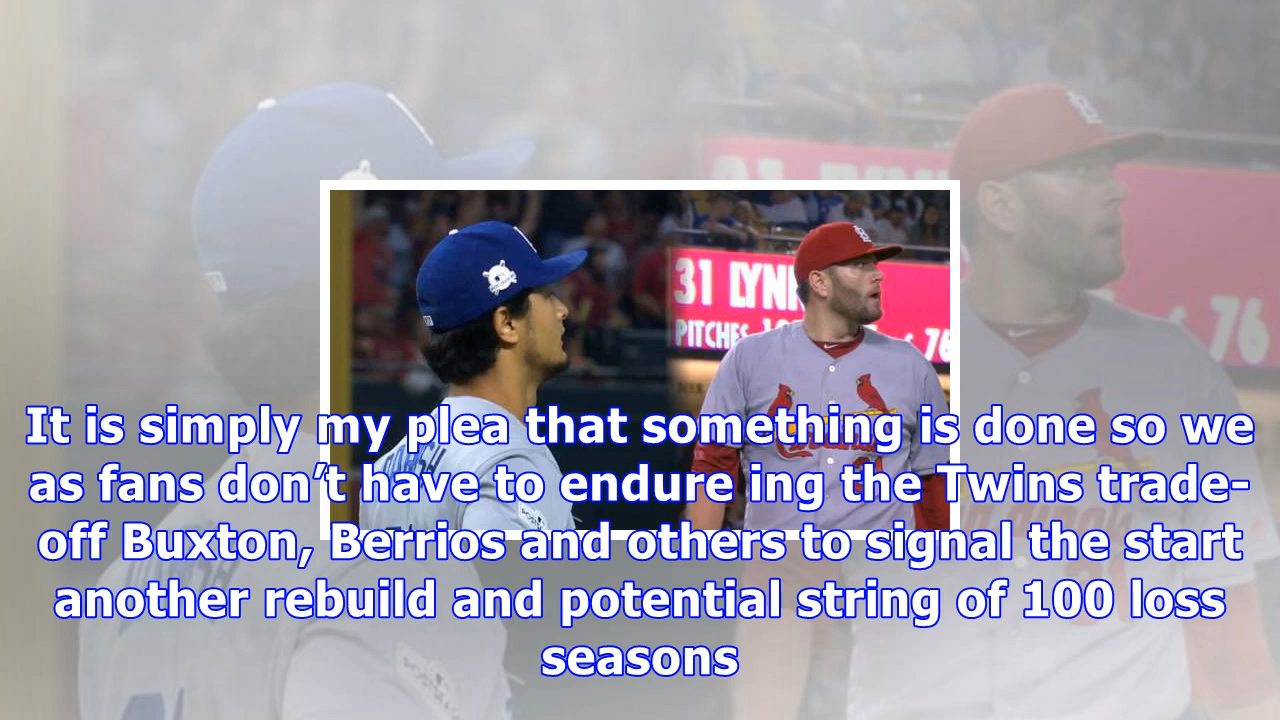 31 LYNN
PITCHES
76
Cardinals
It is simply my plea that something is done so we
as fans don’t have to endure ing the Twins trade-
off Buxton, Berrios and others to signal the start
another rebuild and potential string of 100 loss
seasons